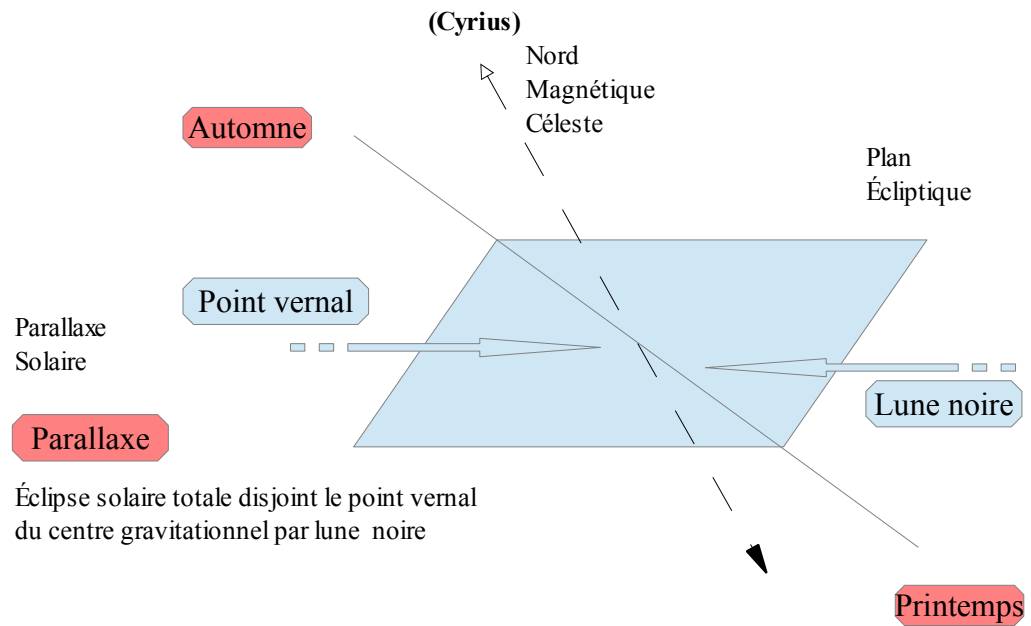 (Cyrius)
Nord
Magnétique
Céleste
Automne
Plan
Écliptique
Point vernal
Parallaxe
Solaire
Lune noire
Parallaxe
Éclipse solaire totale disjoint le point vernal
du centre gravitationnel par lune noire
Printemps